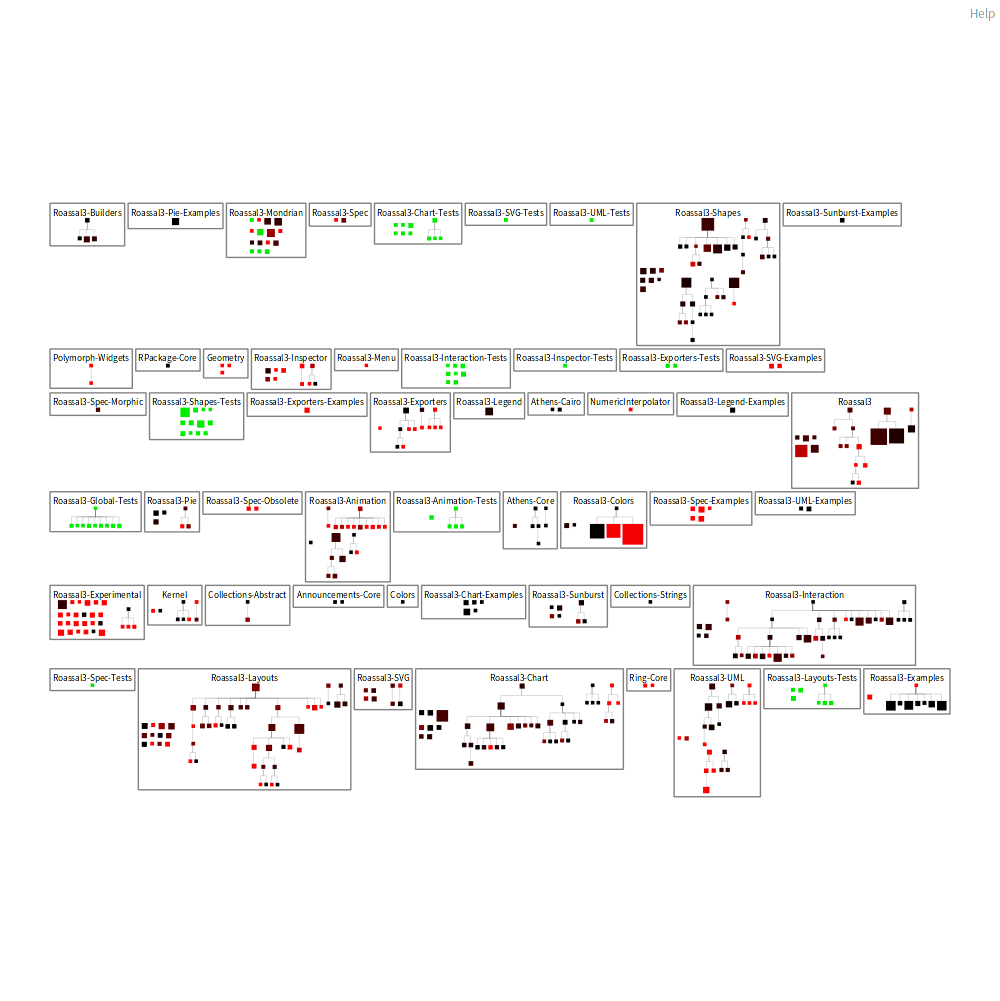 Help
Roassal3-Builders
Roassal3-Pie-Examples
Roassal3-Mondrian
Roassal3-Spec
Roassal3-Chart-Tests
Roassal3-SVG-Tests
Roassal3-UML-Tests
Roassal3-Shapes
Roassal3-Sunburst-Examples
Polymorph-Widgets
RPackage-Core
Geometry
Roassal3-Inspector
Roassal3-Menu
Roassal3-Interaction-Tests
Roassal3-Inspector-Tests
Roassal3-Exporters-Tests
Roassal3-SVG-Examples
Roassal3-Spec-Morphic
Roassal3-Shapes-Tests
Roassal3-Exporters-Examples
Roassal3-Exporters
Roassal3-Legend
Athens-Cairo
NumericInterpolator
Roassal3-Legend-Examples
Roassal3
Roassal3-Global-Tests
Roassal3-Pie
Roassal3-Spec-Obsolete
Roassal3-Animation
Roassal3-Animation-Tests
Athens-Core
Roassal3-Colors
Roassal3-Spec-Examples
Roassal3-UML-Examples
Roassal3-Experimental
Kernel
Collections-Abstract
Announcements-Core
Colors
Roassal3-Chart-Examples
Roassal3-Sunburst
Collections-Strings
Roassal3-Interaction
Roassal3-Spec-Tests
Roassal3-Layouts
Roassal3-SVG
Roassal3-Chart
Ring-Core
Roassal3-UML
Roassal3-Layouts-Tests
Roassal3-Examples